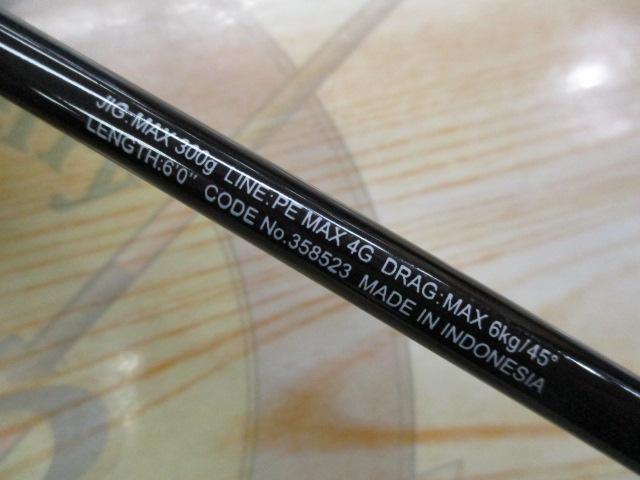 JIG:MAX 300g LINE:PE MAX 4G DRAG:MAX 6kg/45°
LENGTH:6'0" CODE No.358523 MADE IN INDONESIA